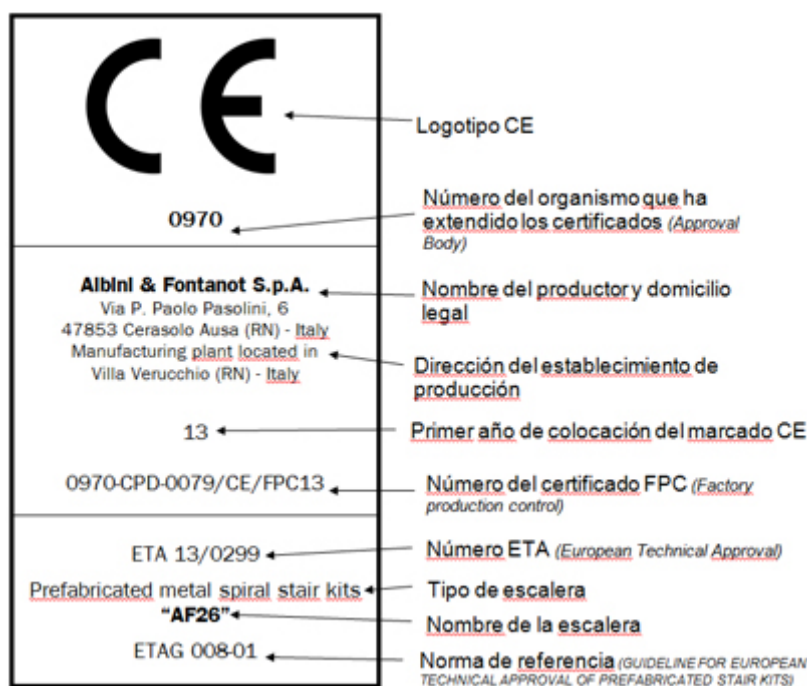 CE
Logotipo CE
0970
Número del organismo que ha
extendido los certificados (Approval
Body)
Albini & Fontanot S.p.A.
Via P. Paolo Pasolini, 6
47853 Cerasolo Ausa (RN) - Italy
Manufacturing plant located in
Villa Verucchio (RN) - Italy
Nombre del productor y domicilio
legal
Dirección del establecimiento de
producción
13
Primer año de colocación del marcado CE
0970-CPD-0079/CE/FPC13
Número del certificado FPC (Factory
production control)
ETA 13/0299
Número ETA (European Technical Approval)
Prefabricated metal spiral stair kits
Tipo de escalera
"AF26"
Nombre de la escalera
ETAG 008-01
Norma de referencia (GUIDELINE FOR EUROPEAN
TECHNICAL APPROVAL OF PREFABRICATED STAIR KITS)